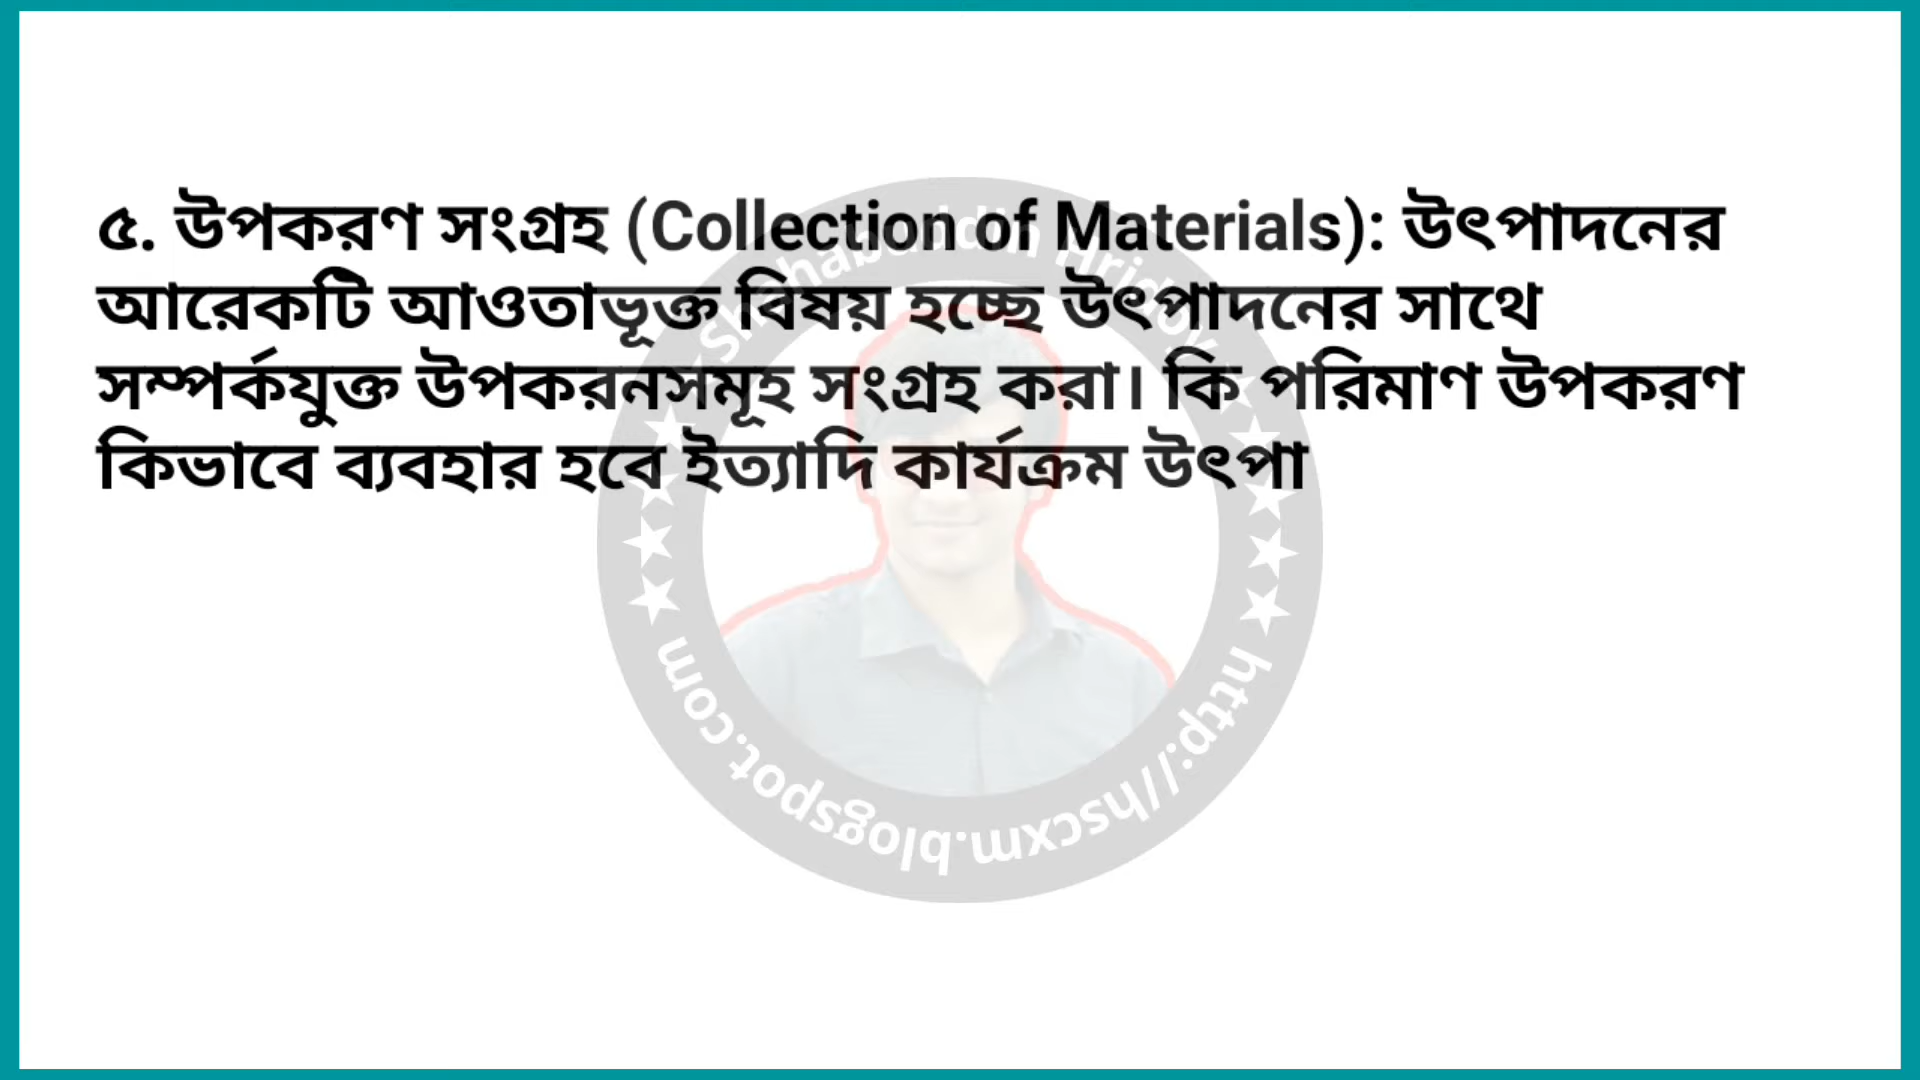 ৫. উপকরণ সংগ্রহ (Collection of Materials): উৎপাদনের
আরেকটি আওতাভূক্ত বিষয় হচ্ছে উৎপাদনের সাথে
সম্পর্কযুক্ত উপকরনসমূহ সংগ্রহ করা। কি পরিমাণ উপকরণ
কিভাবে ব্যবহার হবে ইত্যাদি কার্যক্রম উৎপা
http://hscxm.blogspot.com